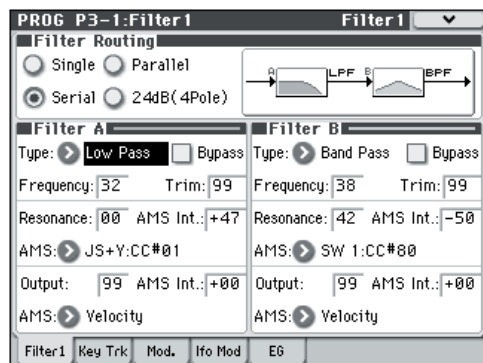 PROG P3-1:Filter1 Filter1
Filter Routing
Single Parallel
Serial 24dB(4Pole)
A LPF B BPF
Filter A
Type: Low Pass Bypass
Frequency: 32 Trim: 99
Resonance: 00 AMS Int.: +47
AMS: JS+Y:CC#01
Output: 99 AMS Int.: +00
AMS: Velocity
Filter B
Type: Band Pass Bypass
Frequency: 38 Trim: 99
Resonance: 42 AMS Int.: -50
AMS: SW 1:CC#80
Output: 99 AMS Int.: +00
AMS: Velocity
Filter1 Key Trk Mod. lfo Mod EG